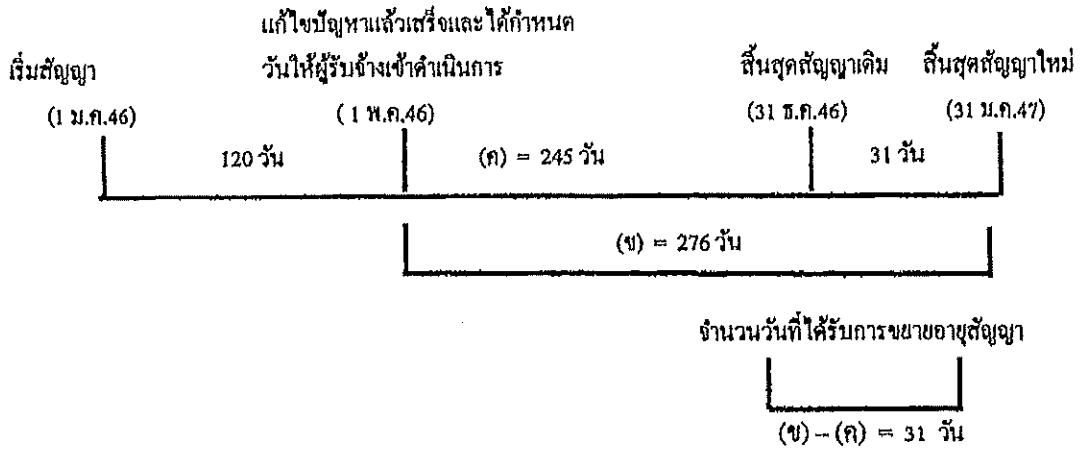 แก้ไขปัญหาแล้วเสร็จและได้กำหนด
เริ่มสัญญา วันให้ผู้รับจ้างเข้าดำเนินการ สิ้นสุดสัญญาเดิม สิ้นสุดสัญญาใหม่
(1 ม.ค.46) (1 พ.ค.46) (31 ธ.ค.46) (31 ม.ค.47)
120 วัน (ค) = 245 วัน 31 วัน
(ข) = 276 วัน
จำนวนวันที่ได้รับการขยายอายุสัญญา
(ข) – (ค) = 31 วัน